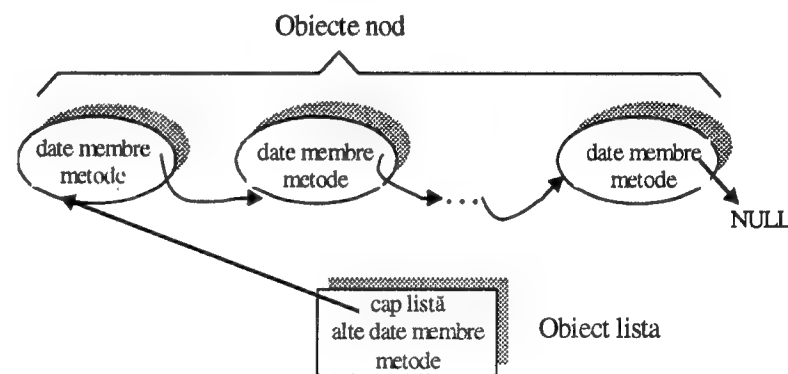 Obiecte nod
date membre
metode
date membre
metode
...
date membre
metode
NULL
cap listă
alte date membre
metode
Obiect lista